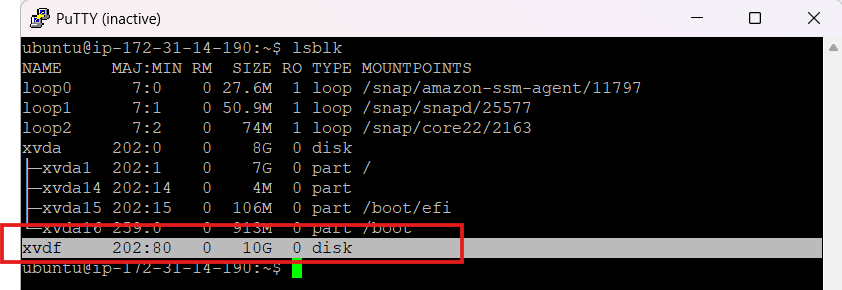 PuTTY (inactive)
ubuntu@ip-172-31-14-190:~$ lsblk
NAME     MAJ:MIN RM  SIZE RO TYPE MOUNTPOINTS
loop0      7:0    0 27.6M  1 loop /snap/amazon-ssm-agent/11797
loop1      7:1    0 50.9M  1 loop /snap/snapd/25577
loop2      7:2    0   74M  1 loop /snap/core22/2163
xvda     202:0    0    8G  0 disk
├─xvda1  202:1    0    7G  0 part /
├─xvda14 202:14   0    4M  0 part
├─xvda15 202:15   0  106M  0 part /boot/efi
└─xvda16 259:0    0  913M  0 part /boot
xvdf     202:80   0   10G  0 disk
ubuntu@ip-172-31-14-190:~$